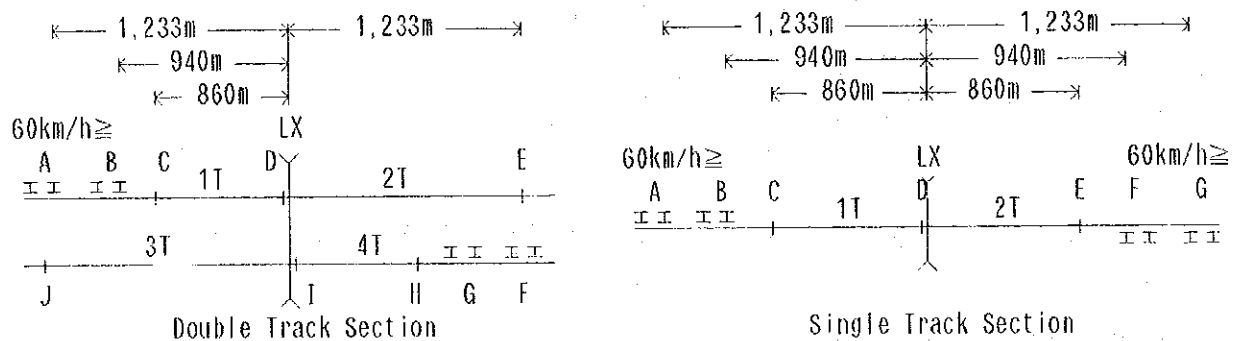 1,233m 1,233m
940m
860m
60km/h≧ LX
A B C D E
1T 2T
3T 4T
J I H G F
Double Track Section
1,233m 1,233m
940m 940m
860m 860m
60km/h≧ LX 60km/h≧
A B C D E F G
1T 2T
Single Track Section